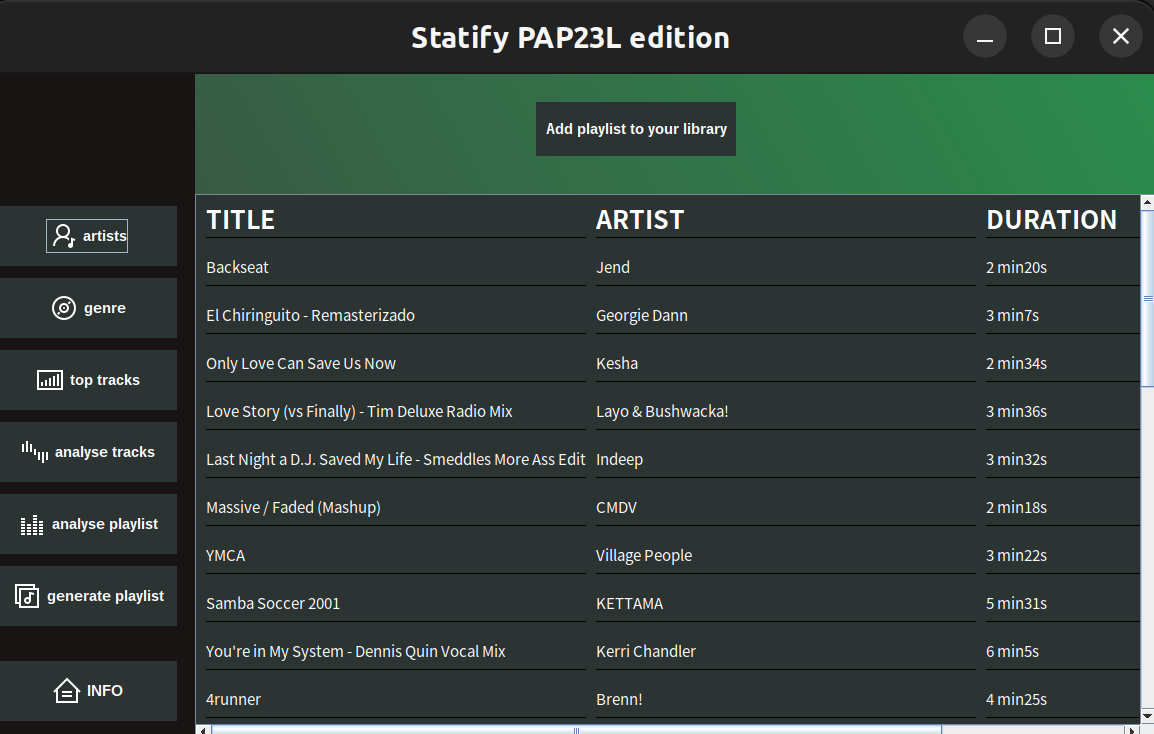 Statify PAP23L edition
Add playlist to your library
artists
genre
top tracks
analyse tracks
analyse playlist
generate playlist
INFO
TITLE ARTIST DURATION
Backseat Jend 2 min20s
El Chiringuito - Remasterizado Georgie Dann 3 min7s
Only Love Can Save Us Now Kesha 2 min34s
Love Story (vs Finally) - Tim Deluxe Radio Mix Layo & Bushwacka! 3 min36s
Last Night a D.J. Saved My Life - Smeddles More Ass Edit Indeep 3 min32s
Massive / Faded (Mashup) CMDV 2 min18s
YMCA Village People 3 min22s
Samba Soccer 2001 KETTAMA 5 min31s
You're in My System - Dennis Quin Vocal Mix Kerri Chandler 6 min5s
4runner Brenn! 4 min25s